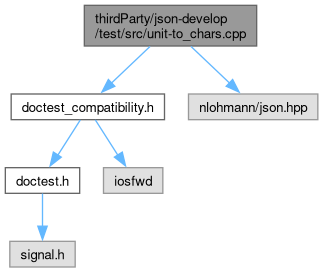 thirdParty/json-develop
/test/src/unit-to_chars.cpp
doctest_compatibility.h
nlohmann/json.hpp
doctest.h
iosfwd
signal.h